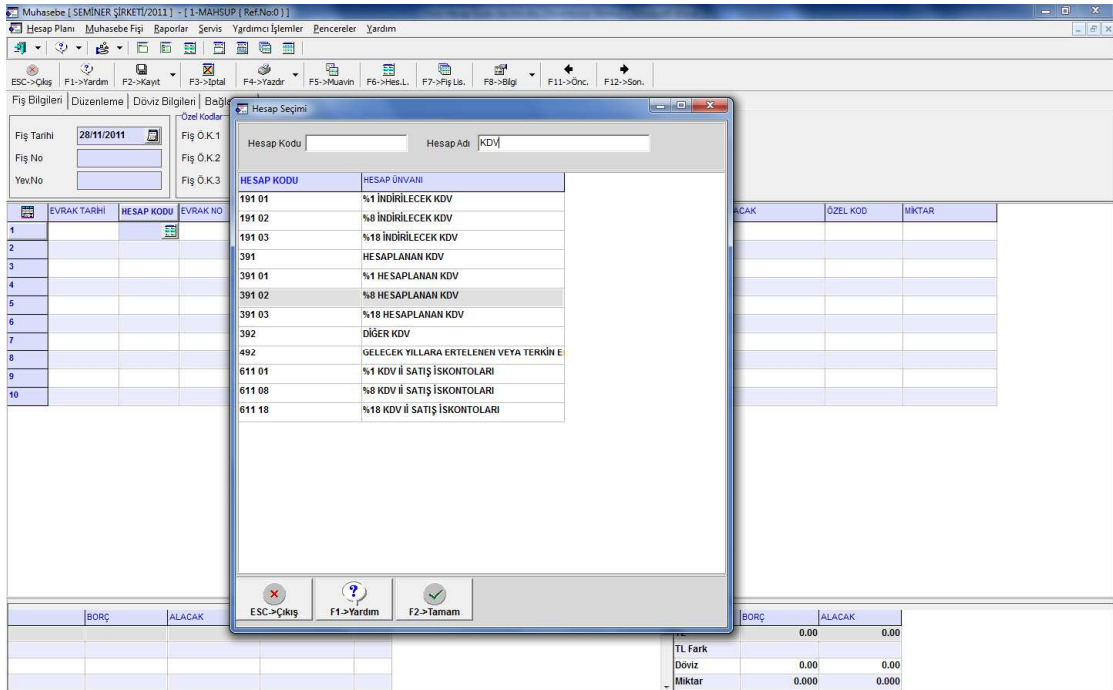 Muhasebe [ SEMİNER ŞİRKETİ/2011 ] - [ 1-MAHSUP ( Ref.No:0 ) ]
Hesap Planı Muhasebe Fişi Raporlar Servis Yardımcı İşlemler Pencereler Yardım
ESC->Çıkış F1->Yardım F2->Kayıt F3->İptal F4->Yazdır F5->Muavin F6->Hes.L. F7->Fiş Lis. F8->Bilgi F11->Önc. F12->Son.
Fiş Bilgileri Düzenleme Döviz Bilgileri
Özel Kodlar
Fiş Tarihi 28/11/2011 Fiş Ö.K.1
Fiş No Fiş Ö.K.2
Yev.No Fiş Ö.K.3
EVRAK TARİHİ HESAP KODU EVRAK NO ACAK ÖZEL KOD MİKTAR
1
2
3
4
5
6
7
8
9
10
Hesap Seçimi
Hesap Kodu Hesap Adı KDV
HESAP KODU HESAP ÜNVANI
191 01 %1 İNDİRİLECEK KDV
191 02 %8 İNDİRİLECEK KDV
191 03 %18 İNDİRİLECEK KDV
391 HESAPLANAN KDV
391 01 %1 HESAPLANAN KDV
391 02 %8 HESAPLANAN KDV
391 03 %18 HESAPLANAN KDV
392 DİĞER KDV
492 GELECEK YILLARA ERTELENEN VEYA TERKİN E
611 01 %1 KDV İİ SATIŞ İSKONTOLARI
611 08 %8 KDV İİ SATIŞ İSKONTOLARI
611 18 %18 KDV İİ SATIŞ İSKONTOLARI
ESC->Çıkış F1->Yardım F2->Tamam
BORÇ ALACAK BORÇ ALACAK
TL 0.00 0.00
TL Fark
Döviz 0.00 0.00
Miktar 0.000 0.000